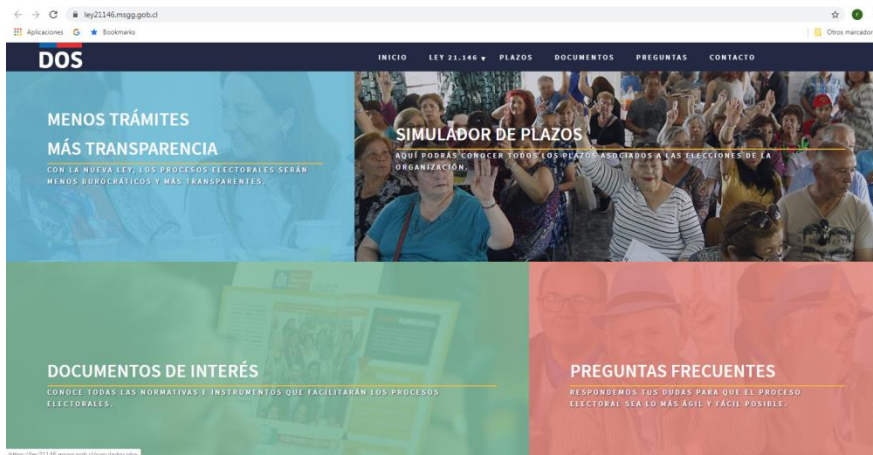 ley21146.msgg.gob.cl
Aplicaciones G Bookmarks Otros marcador
DOS INICIO LEY 21.146 PLAZOS DOCUMENTOS PREGUNTAS CONTACTO
MENOS TRÁMITES
MÁS TRANSPARENCIA
CON LA NUEVA LEY, LOS PROCESOS ELECTORALES SERÁN
MENOS BUROCRÁTICOS Y MÁS TRANSPARENTES.
SIMULADOR DE PLAZOS
AQUÍ PODRÁS CONOCER TODOS LOS PLAZOS ASOCIADOS A LAS ELECCIONES DE LA
ORGANIZACIÓN.
DOCUMENTOS DE INTERÉS
CONOCE TODAS LAS NORMATIVAS E INSTRUMENTOS QUE FACILITARÁN LOS PROCESOS
ELECTORALES.
PREGUNTAS FRECUENTES
RESPONDEMOS TUS DUDAS PARA QUE EL PROCESO
ELECTORAL SEA LO MÁS ÁGIL Y FÁCIL POSIBLE.